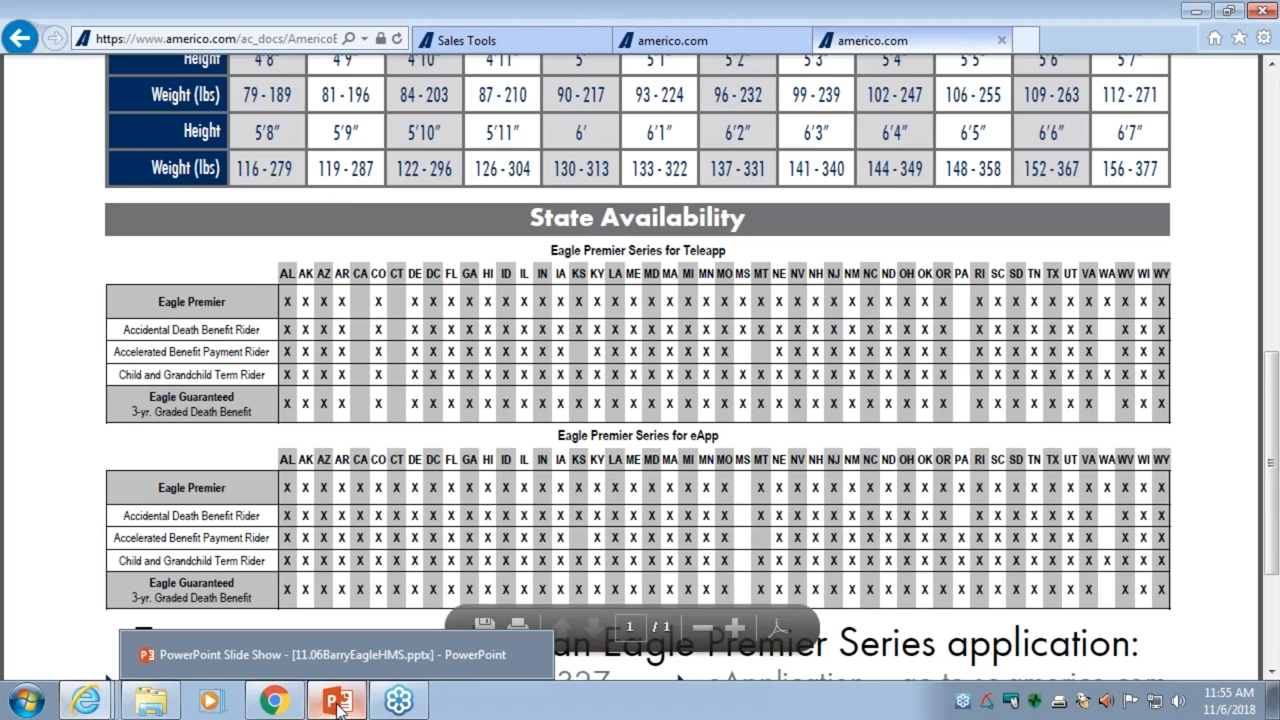 https://www.americo.com/ac_docs/AmericoE
Sales Tools
americo.com
americo.com
Height 4'8" 4'9" 4'10" 4'11" 5' 5'1" 5'2" 5'3" 5'4" 5'5" 5'6" 5'7"
Weight (lbs) 79 - 189 81 - 196 84 - 203 87 - 210 90 - 217 93 - 224 96 - 232 99 - 239 102 - 247 106 - 255 109 - 263 112 - 271
Height 5'8" 5'9" 5'10" 5'11" 6' 6'1" 6'2" 6'3" 6'4" 6'5" 6'6" 6'7"
Weight (lbs) 116 - 279 119 - 287 122 - 296 126 - 304 130 - 313 133 - 322 137 - 331 141 - 340 144 - 349 148 - 358 152 - 367 156 - 377
State Availability
Eagle Premier Series for Teleapp
AL AK AZ AR CA CO CT DE DC FL GA HI ID IL IN IA KS KY LA ME MD MA MI MN MO MS MT NE NV NH NJ NM NC ND OH OK OR PA RI SC SD TN TX UT VA WA WV WI WY
Eagle Premier X X X X X X X X X X X X X X X X X X X X X X X X X X X X X X X X X X X X X X X X X X X X X X
Accidental Death Benefit Rider X X X X X X X X X X X X X X X X X X X X X X X X X X X X X X X X X X X X X X X X X X X X X
Accelerated Benefit Payment Rider X X X X X X X X X X X X X X X X X X X X X X X X X X X X X X X X X X X X X X X X X X
Child and Grandchild Term Rider X X X X X X X X X X X X X X X X X X X X X X X X X X X X X X X X X X X X X X X X X X X X X X
Eagle Guaranteed
3-yr. Graded Death Benefit X X X X X X X X X X X X X X X X X X X X X X X X X X X X X X X X X X X X X X X X X X X X X
Eagle Premier Series for eApp
AL AK AZ AR CA CO CT DE DC FL GA HI ID IL IN IA KS KY LA ME MD MA MI MN MO MS MT NE NV NH NJ NM NC ND OH OK OR PA RI SC SD TN TX UT VA WA WV WI WY
Eagle Premier X X X X X X X X X X X X X X X X X X X X X X X X X X X X X X X X X X X X X X X X X X X X X X X X
Accidental Death Benefit Rider X X X X X X X X X X X X X X X X X X X X X X X X X X X X X X X X X X X X X X X X X X X X X X X
Accelerated Benefit Payment Rider X X X X X X X X X X X X X X X X X X X X X X X X X X X X X X X X X X X X X X X X X X X X X
Child and Grandchild Term Rider X X X X X X X X X X X X X X X X X X X X X X X X X X X X X X X X X X X X X X X X X X X X X X X X
Eagle Guaranteed
3-yr. Graded Death Benefit X X X X X X X X X X X X X X X X X X X X X X X X X X X X X X X X X X X X X X X X X X X X X X X
1 / 1
an Eagle Premier Series application:
PowerPoint Slide Show - [11.06BarryEagleHMS.pptx] - PowerPoint
11:55 AM
11/6/2018